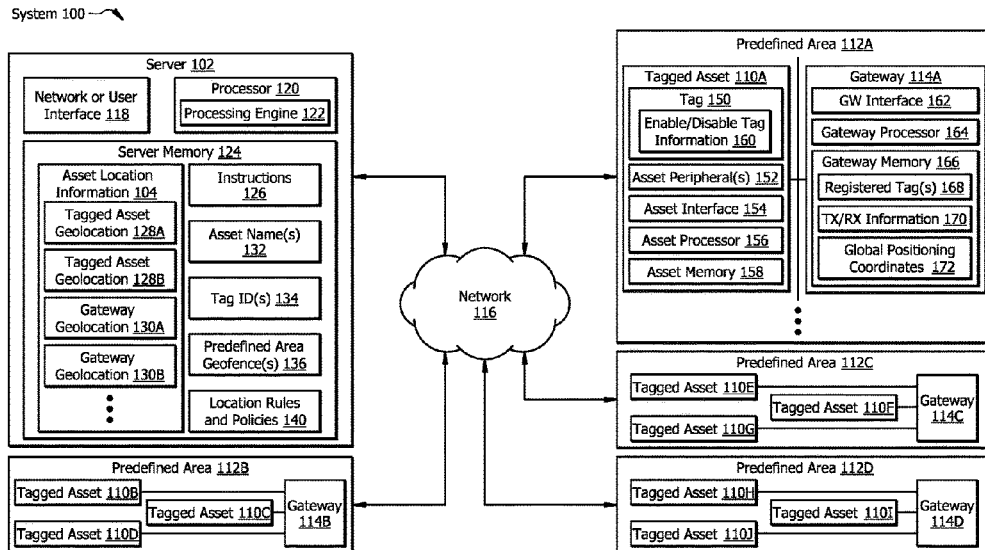 System 100
Server 102
Network or User
Interface 118
Processor 120
Processing Engine 122
Server Memory 124
Asset Location
Information 104
Tagged Asset
Geolocation 128A
Tagged Asset
Geolocation 128B
Gateway
Geolocation 130A
Gateway
Geolocation 130B
Instructions
126
Asset Name(s)
132
Tag ID(s) 134
Predefined Area
Geofence(s) 136
Location Rules
and Policies 140
Predefined Area 112B
Tagged Asset 110B
Tagged Asset 110C
Tagged Asset 110D
Gateway
114B
Network
116
Predefined Area 112A
Tagged Asset 110A
Tag 150
Enable/Disable Tag
Information 160
Asset Peripheral(s) 152
Asset Interface 154
Asset Processor 156
Asset Memory 158
Gateway 114A
GW Interface 162
Gateway Processor 164
Gateway Memory 166
Registered Tag(s) 168
TX/RX Information 170
Global Positioning
Coordinates 172
Predefined Area 112C
Tagged Asset 110E
Tagged Asset 110F
Tagged Asset 110G
Gateway
114C
Predefined Area 112D
Tagged Asset 110H
Tagged Asset 110I
Tagged Asset 110J
Gateway
114D